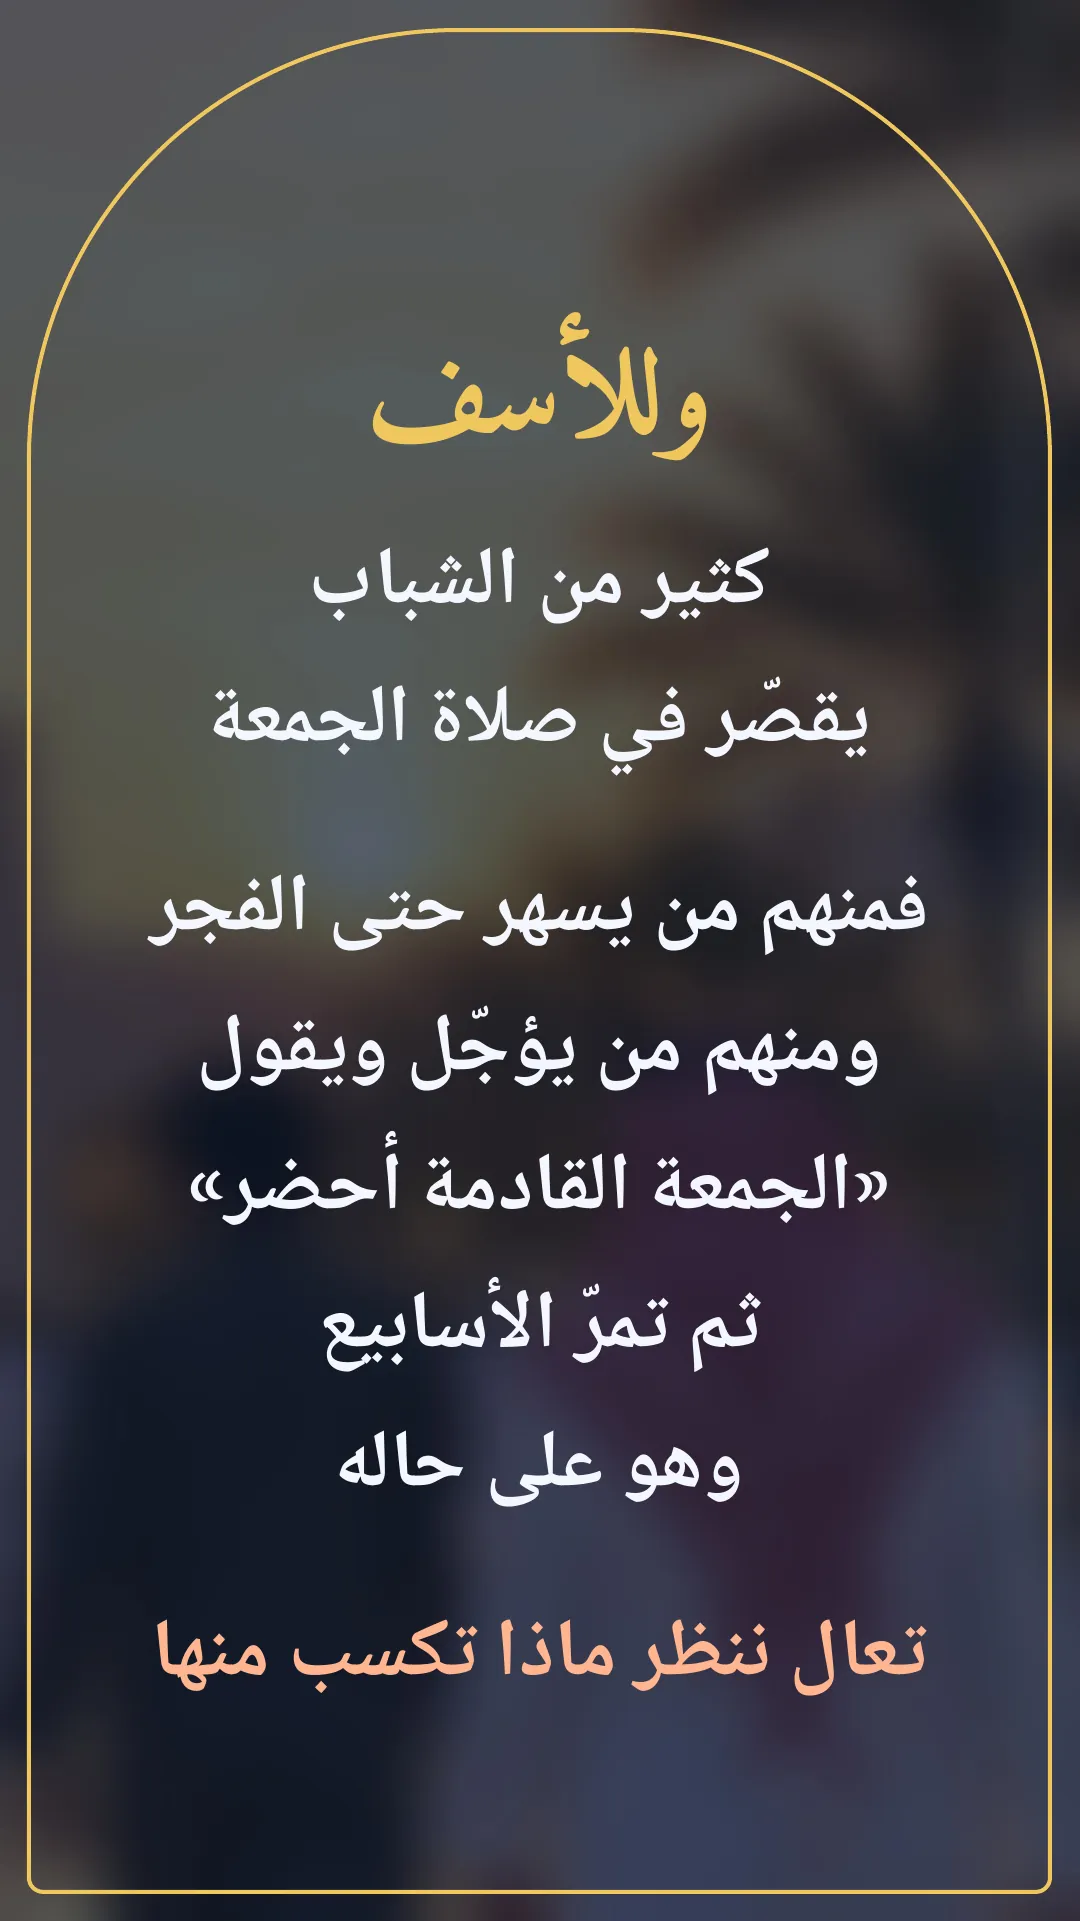 وللأسف
كثير من الشباب
يقصّر في صلاة الجمعة
فمنهم من يسهر حتى الفجر
ومنهم من يؤجّل ويقول
«الجمعة القادمة أحضر»
ثم تمرّ الأسابيع
وهو على حاله
تعال ننظر ماذا تكسب منها